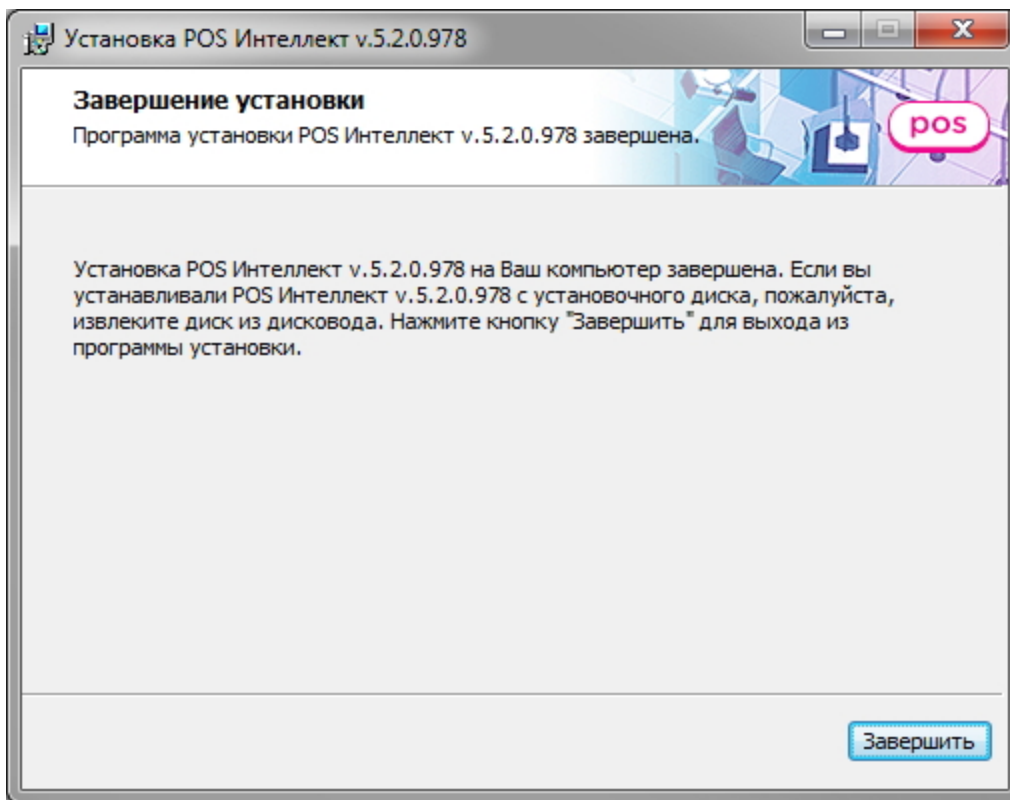 Установка POS Интеллект v.5.2.0.978
Завершение установки
Программа установки POS Интеллект v.5.2.0.978 завершена.
pos
Установка POS Интеллект v.5.2.0.978 на Ваш компьютер завершена. Если вы
устанавливали POS Интеллект v.5.2.0.978 с установочного диска, пожалуйста,
извлеките диск из дисковода. Нажмите кнопку "Завершить" для выхода из
программы установки.
Завершить